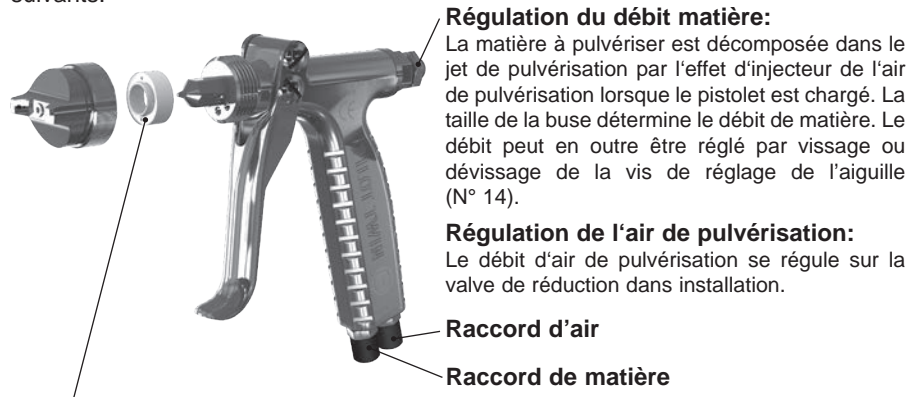 Régulation du débit matière:
La matière à pulvériser est décomposée dans le
jet de pulvérisation par l‘effet d‘injecteur de l‘air
de pulvérisation lorsque le pistolet est chargé. La
taille de la buse détermine le débit de matière. Le
débit peut en outre être réglé par vissage ou
dévissage de la vis de réglage de l’aiguille
(N° 14).
Régulation de l‘air de pulvérisation:
Le débit d‘air de pulvérisation se régule sur la
valve de réduction dans installation.
Raccord d’air
Raccord de matière